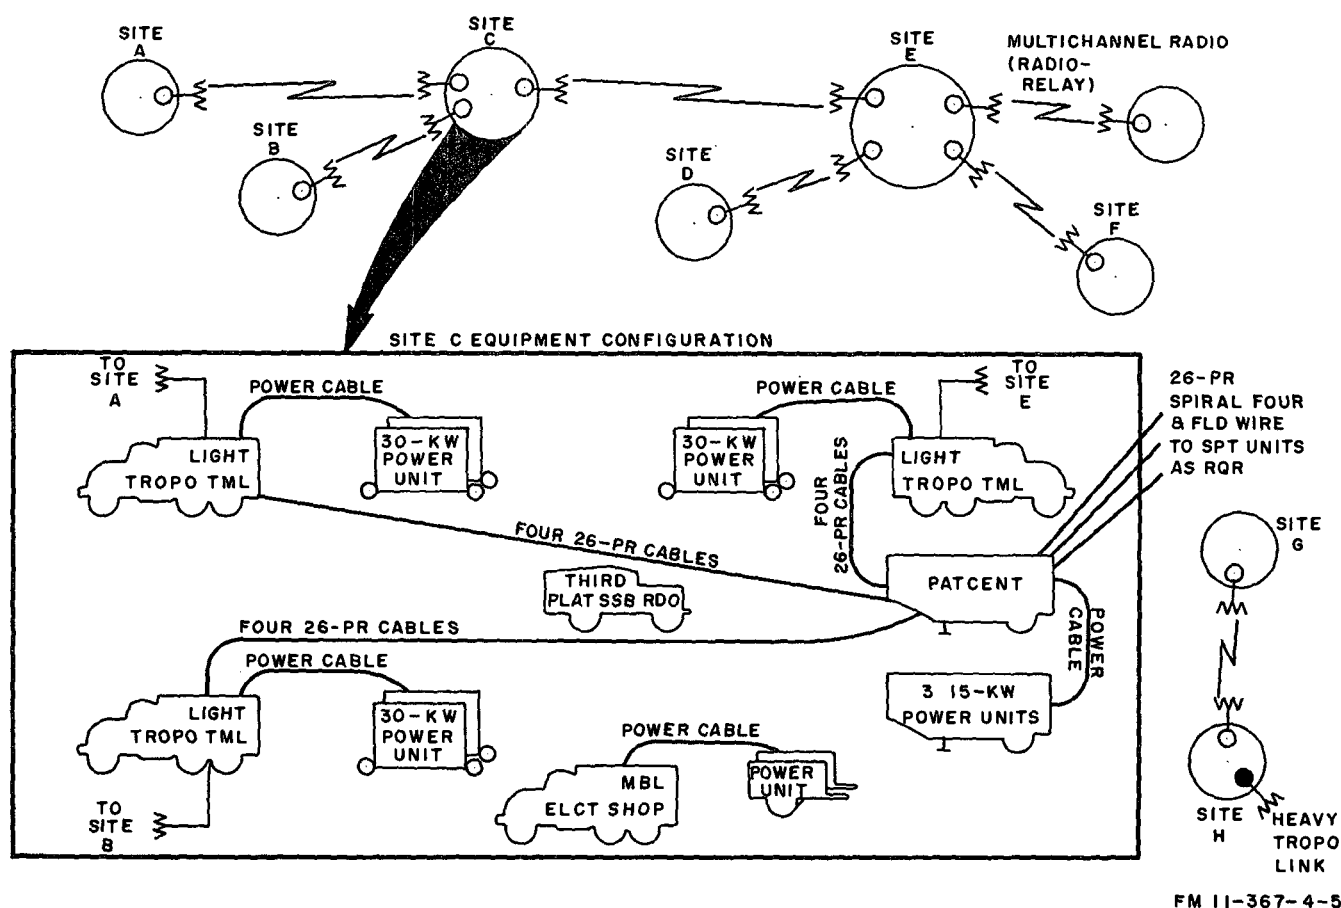 SITE
A
SITE
B
SITE
C
SITE
D
SITE
E
MULTICHANNEL RADIO
(RADIO-
RELAY)
SITE
F
SITE C EQUIPMENT CONFIGURATION
TO
SITE
A
POWER CABLE
LIGHT
TROPO TML
30-KW
POWER
UNIT
POWER CABLE
30-KW
POWER
UNIT
TO
SITE
E
LIGHT
TROPO TML
26-PR
SPIRAL FOUR
& FLD WIRE
TO SPT UNITS
AS RQR
FOUR 26-PR CABLES
FOUR
26-PR CABLES
THIRD
PLAT SSB RDO
PATCENT
POWER
CABLE
FOUR 26-PR CABLES
POWER CABLE
LIGHT
TROPO TML
30-KW
POWER
UNIT
3 15-KW
POWER UNITS
POWER CABLE
MBL
ELCT SHOP
POWER
UNIT
TO
SITE
B
SITE
G
SITE
H
HEAVY
TROPO
LINK
FM 11-367-4-5